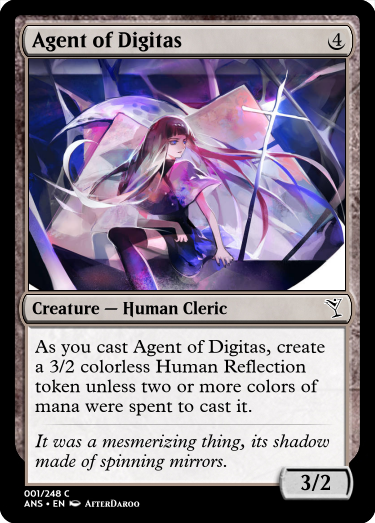 Agent of Digitas 4
Creature — Human Cleric
As you cast Agent of Digitas, create
a 3/2 colorless Human Reflection
token unless two or more colors of
mana were spent to cast it.
It was a mesmerizing thing, its shadow
made of spinning mirrors.
3/2
001/248 C
ANS • EN AfterDaroo